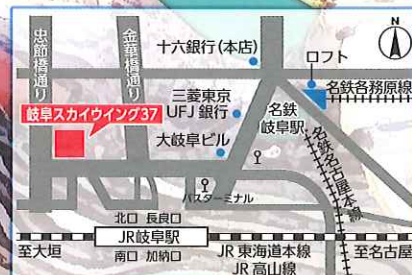 N
忠節橋通り
金華橋通り
十六銀行(本店)
ロフト
名鉄各務原線
三菱東京
UFJ銀行
名鉄
岐阜駅
岐阜スカイウイング37
大岐阜ビル
名鉄名古屋本線
バスターミナル
北口 長良口
JR岐阜駅
南口 加納口
至大垣
JR東海道本線
JR高山線
至名古屋